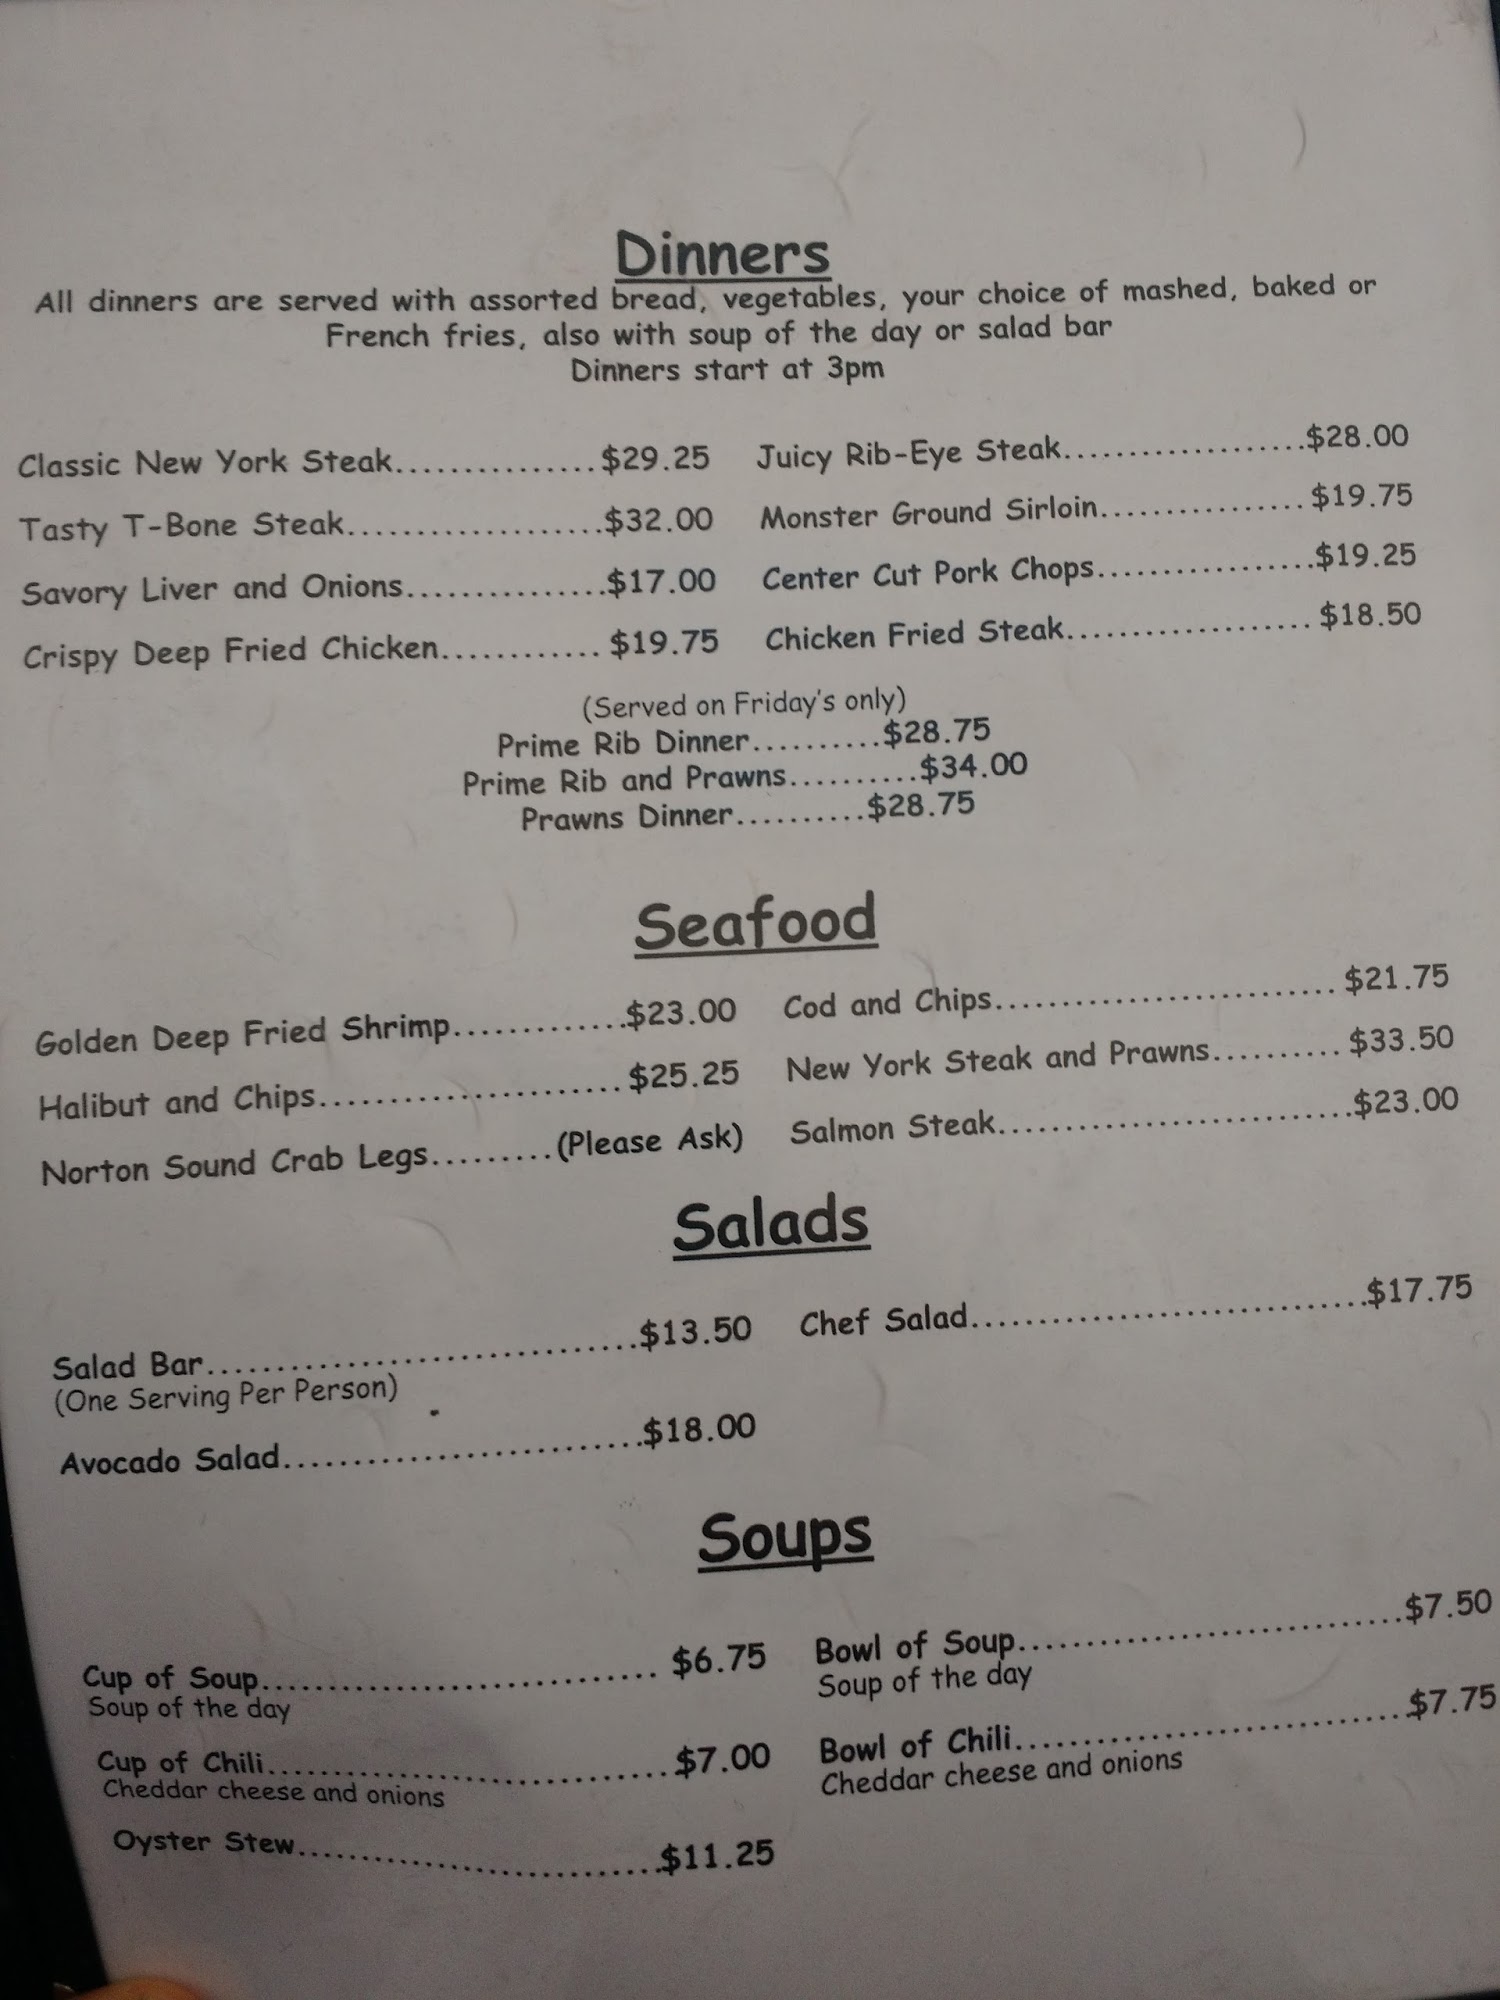 Dinners
All dinners are served with assorted bread, vegetables, your choice of mashed, baked or
French fries, also with soup of the day or salad bar
Dinners start at 3pm
Classic New York Steak...............$29.25
Juicy Rib-Eye Steak...................$28.00
Tasty T-Bone Steak...................$32.00
Monster Ground Sirloin................$19.75
Savory Liver and Onions...............$17.00
Center Cut Pork Chops.................$19.25
Crispy Deep Fried Chicken............$19.75
Chicken Fried Steak...................$18.50
(Served on Friday's only)
Prime Rib Dinner..........$28.75
Prime Rib and Prawns..........$34.00
Prawns Dinner..........$28.75
Seafood
Golden Deep Fried Shrimp.............$23.00
Cod and Chips..........................$21.75
Halibut and Chips.......................$25.25
New York Steak and Prawns..........$33.50
Norton Sound Crab Legs.........(Please Ask)
Salmon Steak...........................$23.00
Salads
Salad Bar.................................$13.50
Chef Salad..............................$17.75
(One Serving Per Person)
Avocado Salad...........................$18.00
Soups
Cup of Soup..............................$6.75
Bowl of Soup.............................$7.50
Soup of the day
Soup of the day
Cup of Chili..............................$7.00
Bowl of Chili.............................$7.75
Cheddar cheese and onions
Cheddar cheese and onions
Oyster Stew...........................$11.25